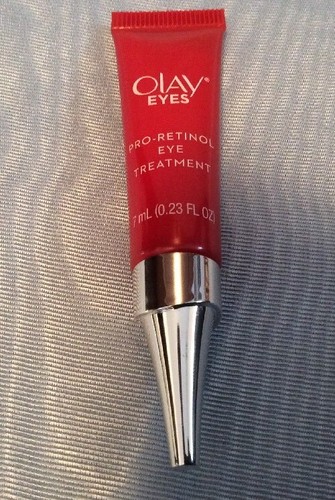 OLAY®
EYES
PRO-RETINOL
EYE
TREATMENT
7 mL (0.23 FL OZ)